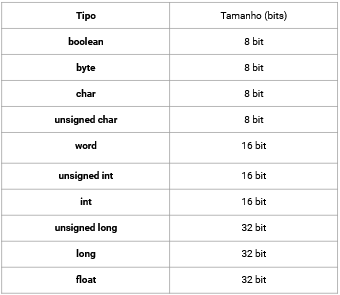 Tipo Tamanho (bits)
boolean 8 bit
byte 8 bit
char 8 bit
unsigned char 8 bit
word 16 bit
unsigned int 16 bit
int 16 bit
unsigned long 32 bit
long 32 bit
float 32 bit